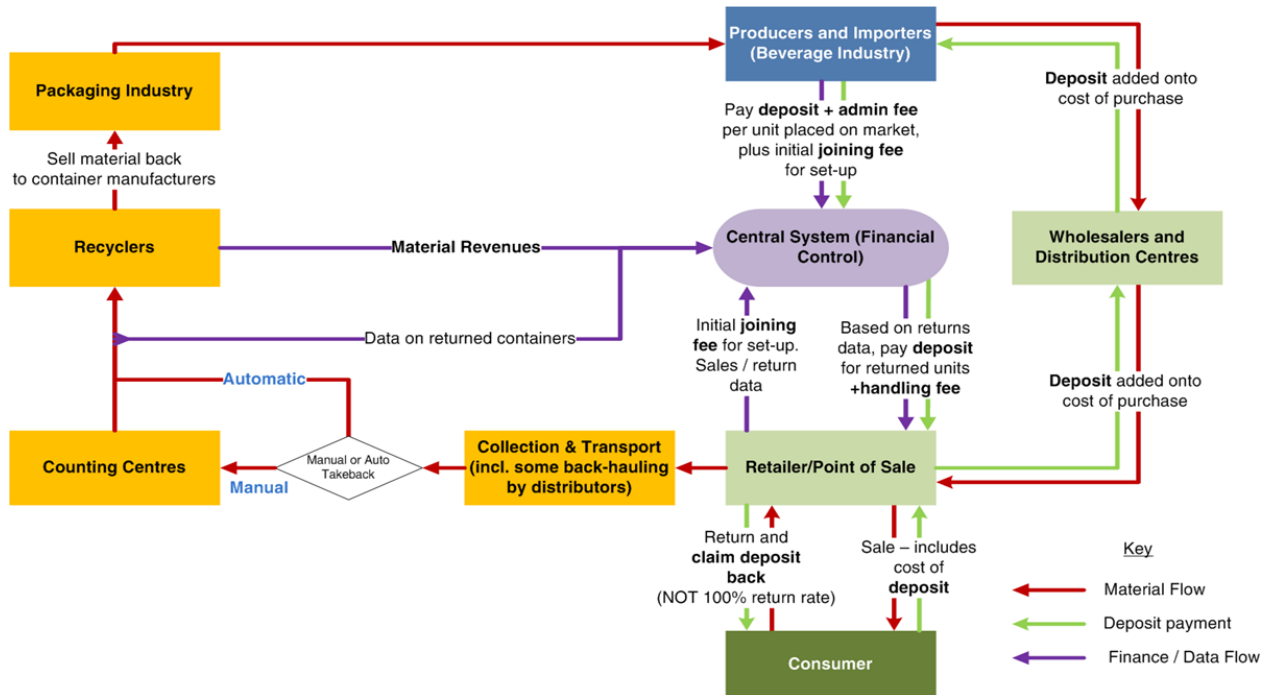 Producers and Importers
(Beverage Industry)
Packaging Industry
Deposit added onto
cost of purchase
Pay deposit + admin fee
per unit placed on market,
plus initial joining fee
for set-up
Sell material back
to container manufacturers
Recyclers
Material Revenues
Central System (Financial
Control)
Wholesalers and
Distribution Centres
Data on returned containers
Initial joining
fee for set-up.
Sales / return
data
Based on returns
data, pay deposit
for returned units
+handling fee
Automatic
Deposit added onto
cost of purchase
Counting Centres
Manual or Auto
Takeback
Manual
Collection & Transport
(incl. some back-hauling
by distributors)
Retailer/Point of Sale
Return and
claim deposit
back
(NOT 100% return rate)
Sale – includes
cost of
deposit
Consumer
Key
Material Flow
Deposit payment
Finance / Data Flow